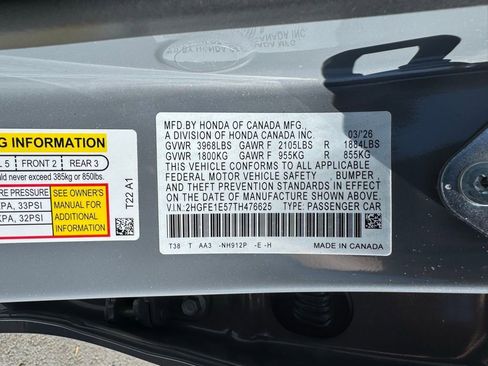 MFD.BY HONDA OF CANADA MFG.,
A DIVISION OF HONDA CANADA INC. 03/'26
GVWR 3968LBS GAWR F 2105LBS R 1884LBS
GVWR 1800KG GAWR F 955KG R 855KG
THIS VEHICLE CONFORMS TO ALL APPLICABLE
FEDERAL MOTOR VEHICLE SAFETY BUMPER ,
AND THEFT PREVENTION STANDARDS IN EFFECT
ON THE DATE OF MANUFACTURE SHOWN ABOVE.
V.I.N:2HGFE1E57TH476625 TYPE: PASSENGER CAR
T38 T AA3 -NH912P -E -H MADE IN CANADA
G INFORMATION
L 5 FRONT 2 REAR 3
ould never exceed 385kg or 850lbs.
RE PRESSURE
PA, 33PSI
KPA, 32PSI
SEE OWNER'S
MANUAL FOR
ADDITIONAL
INFORMATION
T22 A1